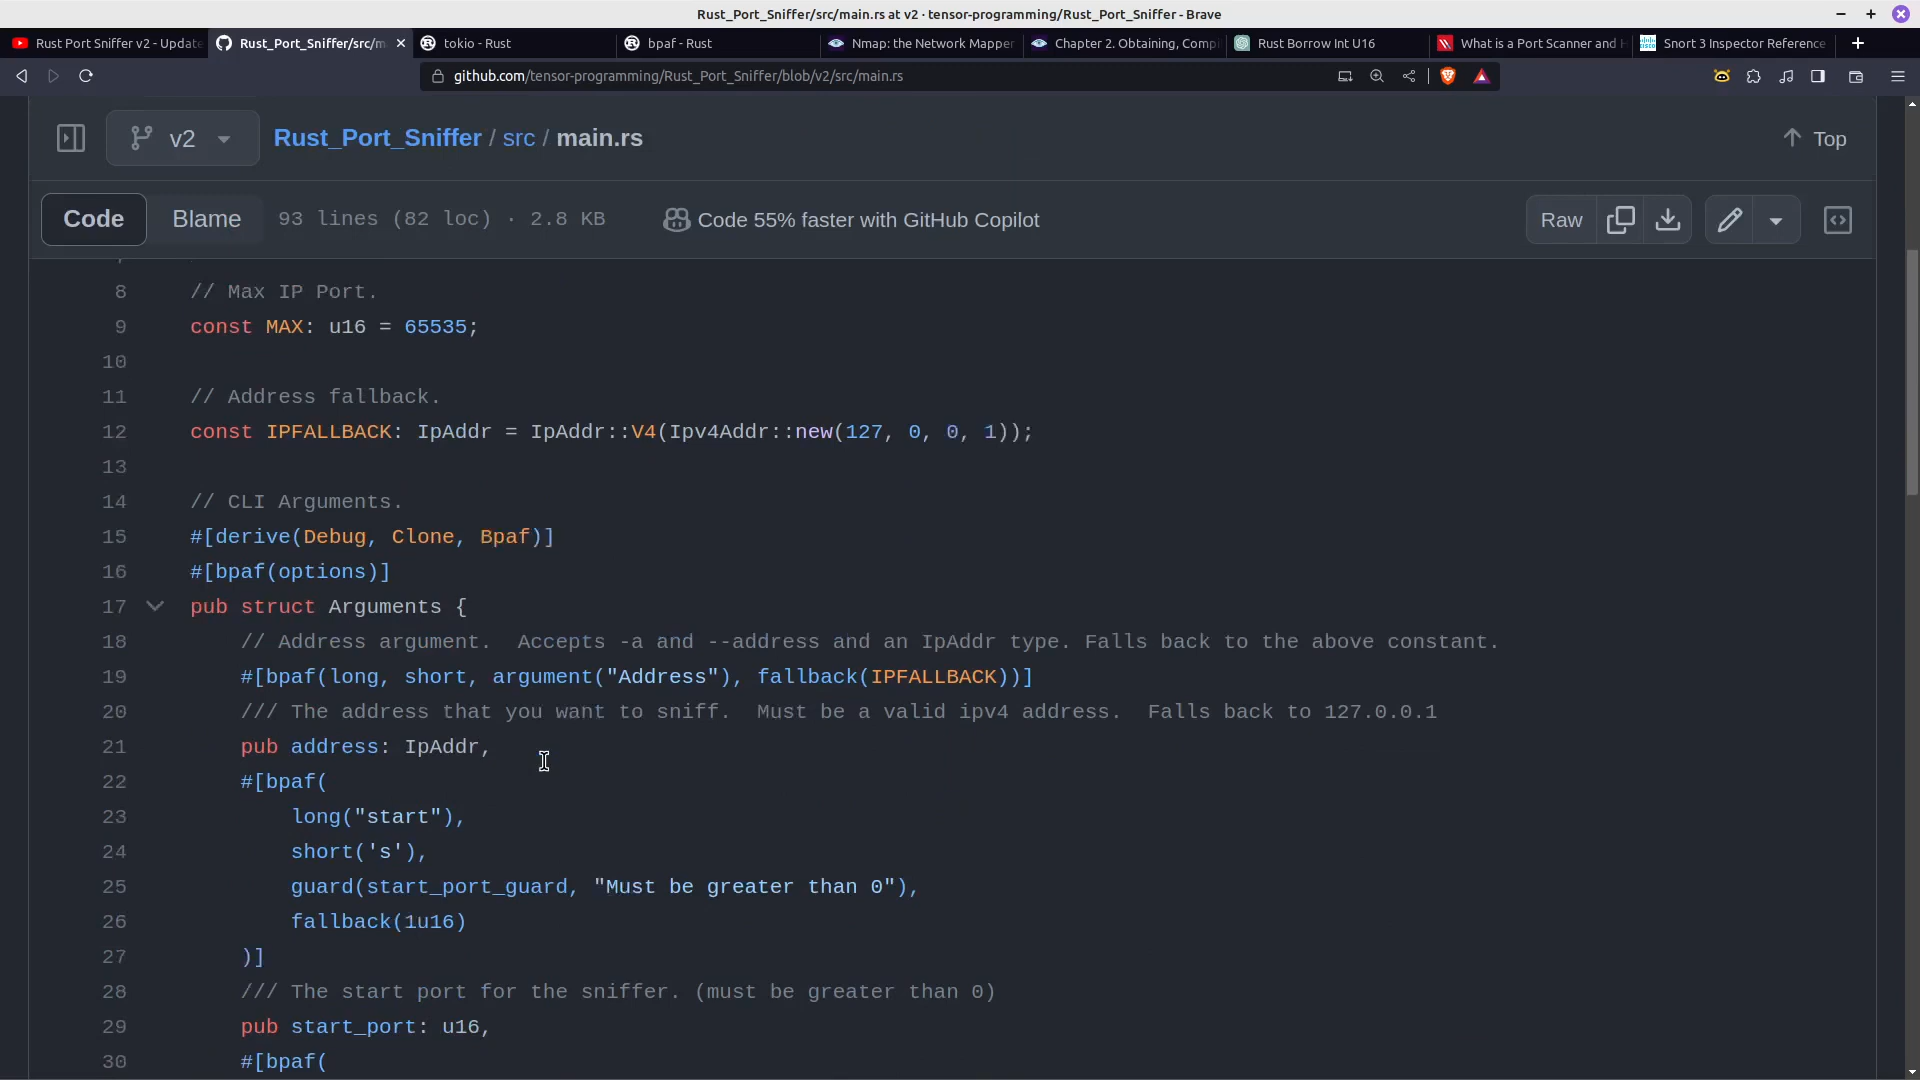 Rust_Port_Sniffer/src/main.rs at v2 · tensor-programming/Rust_Port_Sniffer - Brave
Rust Port Sniffer v2 - Update
Rust_Port_Sniffer/src/m
tokio - Rust
bpaf - Rust
Nmap: the Network Mapper
Chapter 2. Obtaining, Compi
Rust Borrow Int U16
What is a Port Scanner and H
Snort 3 Inspector Reference
github.com/tensor-programming/Rust_Port_Sniffer/blob/v2/src/main.rs
v2
Rust_Port_Sniffer / src / main.rs
Top
Code
Blame
93 lines (82 loc) · 2.8 KB
Code 55% faster with GitHub Copilot
Raw
8 // Max IP Port.
9 const MAX: u16 = 65535;
10
11 // Address fallback.
12 const IPFALLBACK: IpAddr = IpAddr::V4(Ipv4Addr::new(127, 0, 0, 1));
13
14 // CLI Arguments.
15 #[derive(Debug, Clone, Bpaf)]
16 #[bpaf(options)]
17 pub struct Arguments {
18 // Address argument.  Accepts -a and --address and an IpAddr type. Falls back to the above constant.
19 #[bpaf(long, short, argument("Address"), fallback(IPFALLBACK))]
20 /// The address that you want to sniff.  Must be a valid ipv4 address.  Falls back to 127.0.0.1
21 pub address: IpAddr,
22 #[bpaf(
23 long("start"),
24 short('s'),
25 guard(start_port_guard, "Must be greater than 0"),
26 fallback(1u16)
27 )]
28 /// The start port for the sniffer. (must be greater than 0)
29 pub start_port: u16,
30 #[bpaf(